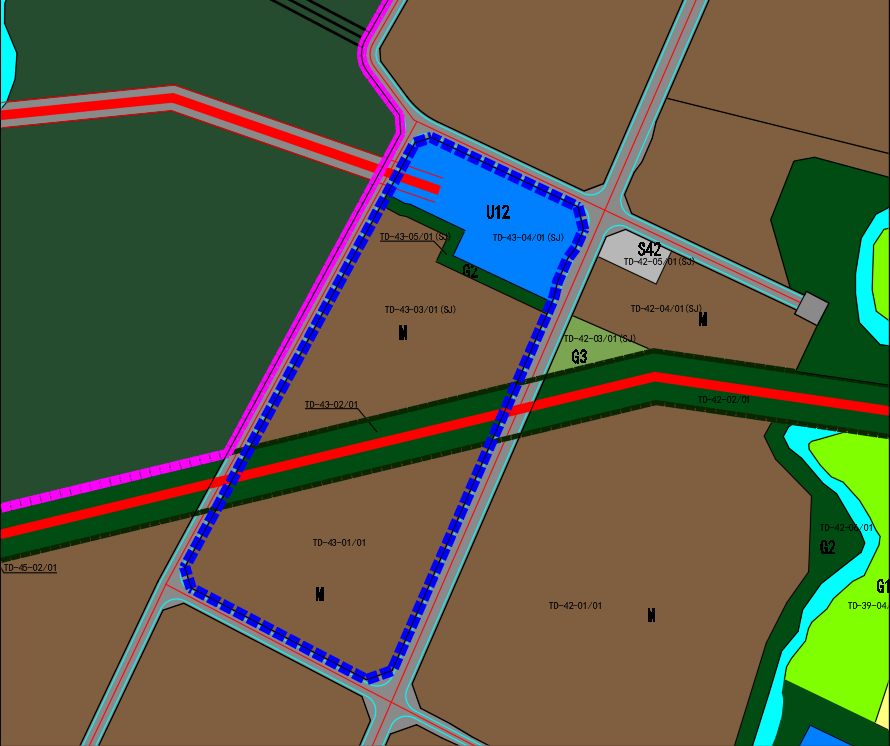 U12
TD-43-04/01(SJ)
TD-43-05/01(SJ)
S42
TD-42-05/01(SJ)
G2
TD-43-03/01(SJ)
M
TD-42-04/01(SJ)
M
TD-42-03/01(SJ)
G3
TD-43-02/01
TD-42-02/01
TD-43-01/01
M
TD-42-01/01
M
G2
G1
TD-39-04/
TD-45-02/01